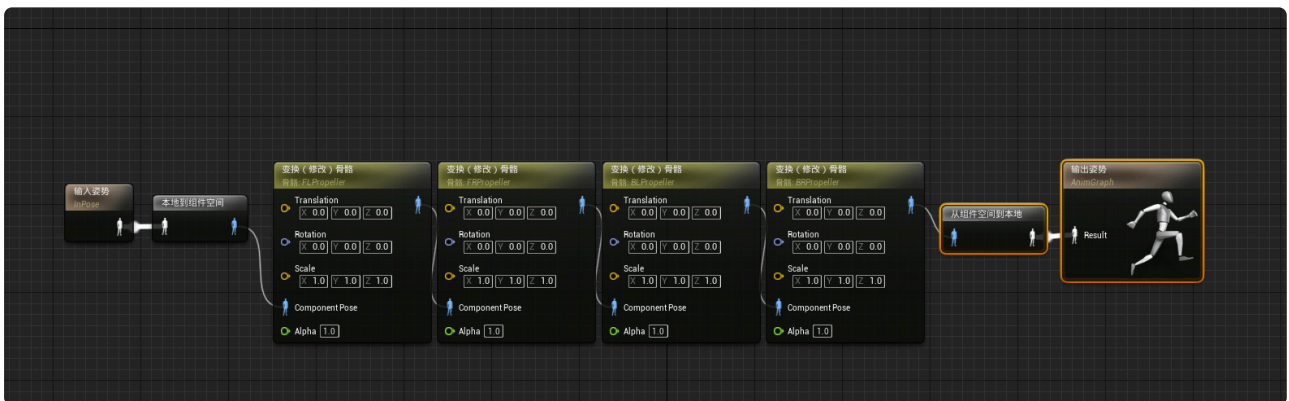 输入姿势
InPose
本地到组件空间
变换（修改）骨骼
骨骼: FLPropeller
Translation
X 0.0 Y 0.0 Z 0.0
Rotation
X 0.0 Y 0.0 Z 0.0
Scale
X 1.0 Y 1.0 Z 1.0
Component Pose
Alpha 1.0
变换（修改）骨骼
骨骼: FRPropeller
Translation
X 0.0 Y 0.0 Z 0.0
Rotation
X 0.0 Y 0.0 Z 0.0
Scale
X 1.0 Y 1.0 Z 1.0
Component Pose
Alpha 1.0
变换（修改）骨骼
骨骼: BLPropeller
Translation
X 0.0 Y 0.0 Z 0.0
Rotation
X 0.0 Y 0.0 Z 0.0
Scale
X 1.0 Y 1.0 Z 1.0
Component Pose
Alpha 1.0
变换（修改）骨骼
骨骼: BRPropeller
Translation
X 0.0 Y 0.0 Z 0.0
Rotation
X 0.0 Y 0.0 Z 0.0
Scale
X 1.0 Y 1.0 Z 1.0
Component Pose
Alpha 1.0
从组件空间到本地
输出姿势
AnimGraph
Result